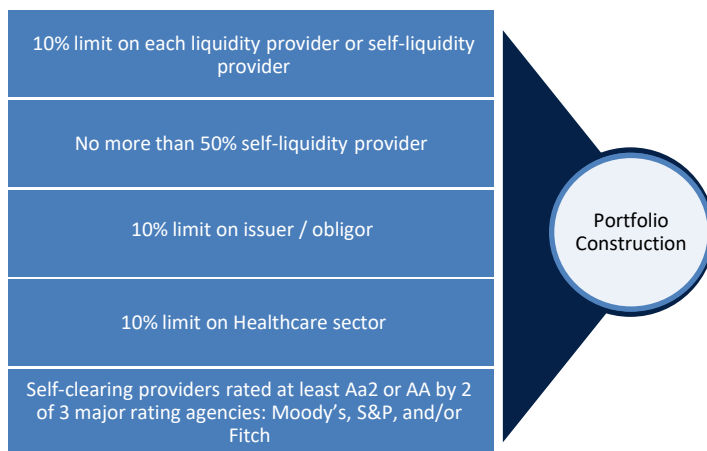 10% limit on each liquidity provider or self-liquidity
provider
No more than 50% self-liquidity provider
10% limit on issuer / obligor
10% limit on Healthcare sector
Self-clearing providers rated at least Aa2 or AA by 2
of 3 major rating agencies: Moody's, S&P, and/or
Fitch
Portfolio
Construction